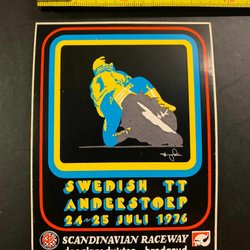 SWEDISH TT
ANDERSTORP
24-25 JULI 1976
SCANDINAVIAN RACEWAY